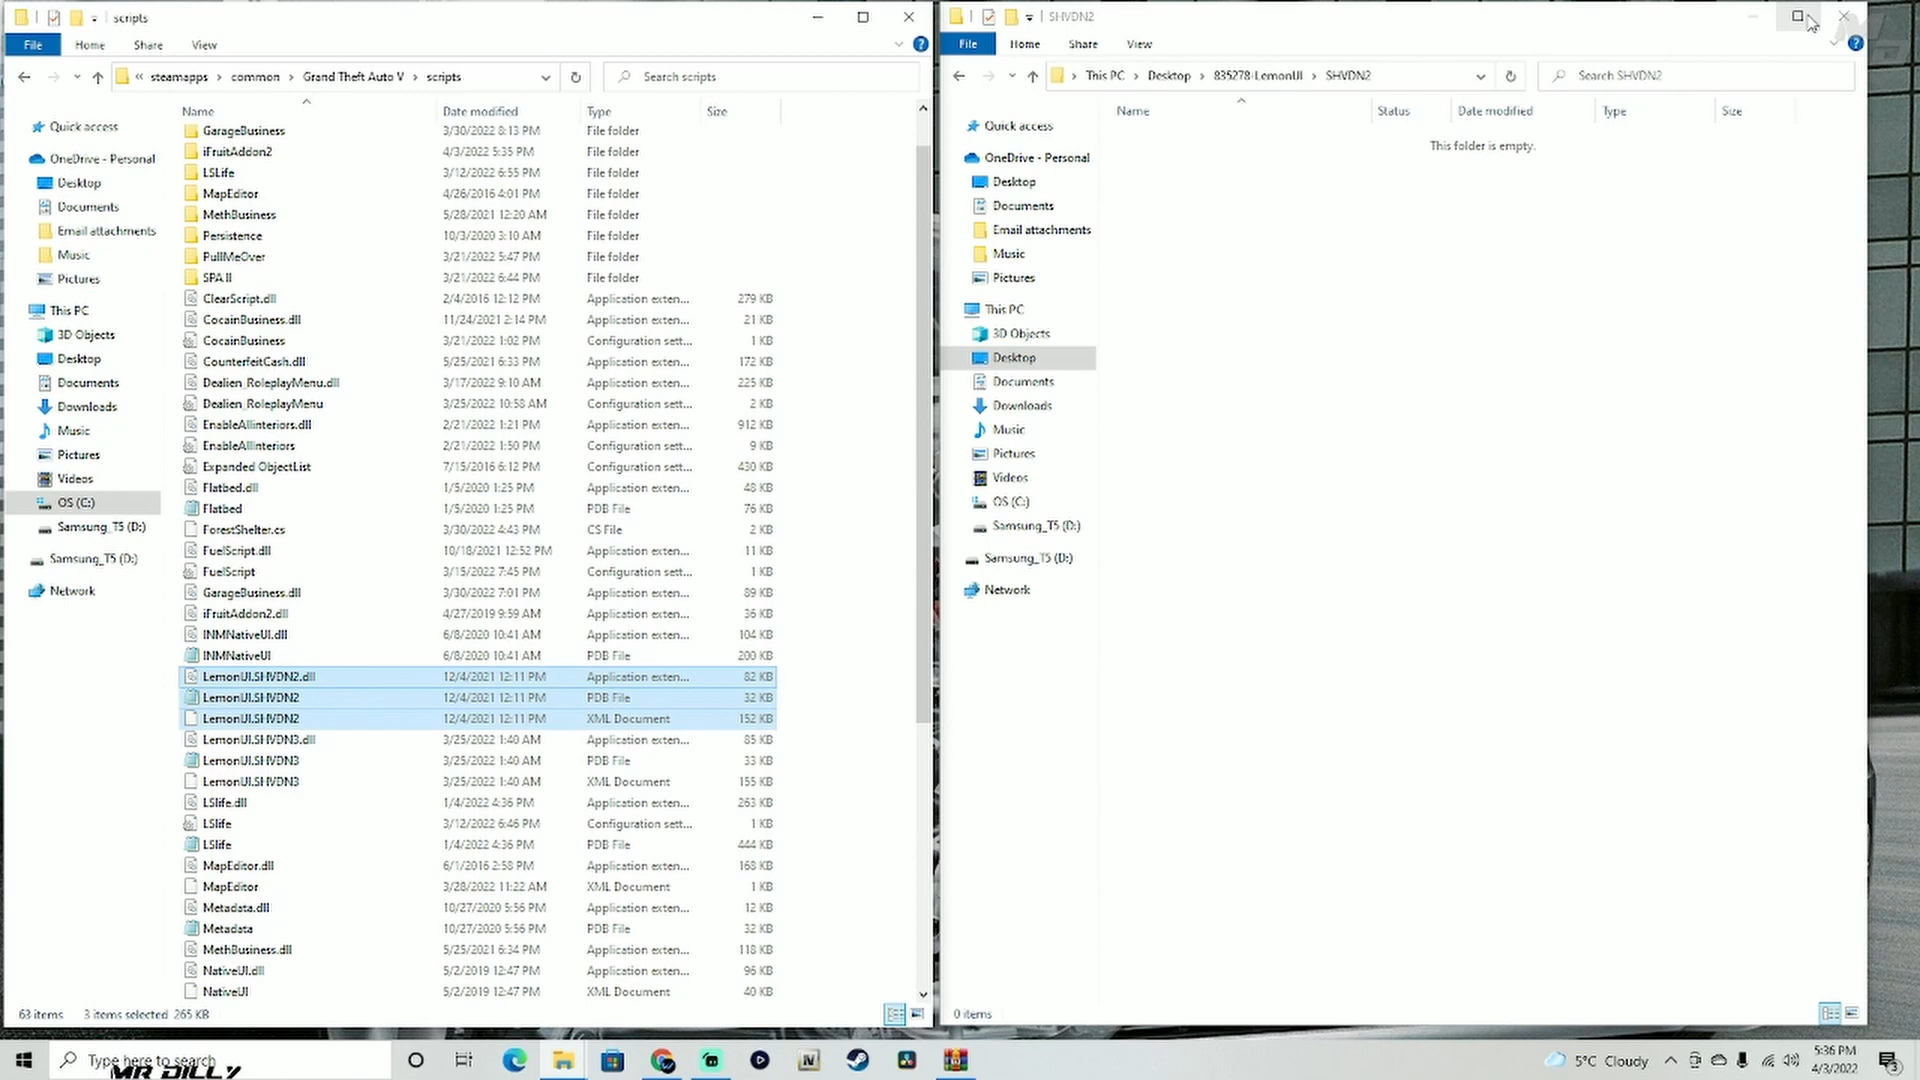 scripts
File Home Share View
« steamapps › common › Grand Theft Auto V › scripts
Search scripts
Name Date modified Type Size
Quick access
OneDrive - Personal
Desktop
Documents
Email attachments
Music
Pictures
This PC
3D Objects
Desktop
Documents
Downloads
Music
Pictures
Videos
OS (C:)
Samsung_T5 (D:)
Samsung_T5 (D:)
Network
GarageBusiness 3/30/2022 8:13 PM File folder
iFruitAddon2 4/3/2022 5:35 PM File folder
LSLife 3/12/2022 6:55 PM File folder
MapEditor 4/26/2016 4:01 PM File folder
MethBusiness 5/28/2021 12:20 AM File folder
Persistence 10/3/2020 3:10 AM File folder
PullMeOver 3/21/2022 5:47 PM File folder
SPA II 3/21/2022 6:44 PM File folder
ClearScript.dll 2/4/2016 12:12 PM Application exten... 279 KB
CocainBusiness.dll 11/24/2021 2:14 PM Application exten... 21 KB
CocainBusiness 3/21/2022 1:02 PM Configuration sett... 1 KB
CounterfeitCash.dll 5/25/2021 6:33 PM Application exten... 172 KB
Dealien_RoleplayMenu.dll 3/17/2022 9:10 AM Application exten... 225 KB
Dealien_RoleplayMenu 3/25/2022 10:58 AM Configuration sett... 2 KB
EnableAllInteriors.dll 2/21/2022 1:21 PM Application exten... 912 KB
EnableAllInteriors 2/21/2022 1:50 PM Configuration sett... 9 KB
Expanded ObjectList 7/15/2016 6:12 PM Configuration sett... 430 KB
Flatbed.dll 1/5/2020 1:25 PM Application exten... 48 KB
Flatbed 1/5/2020 1:25 PM PDB File 76 KB
ForestShelter.cs 3/30/2022 4:43 PM CS File 2 KB
FuelScript.dll 10/18/2021 12:52 PM Application exten... 11 KB
FuelScript 3/15/2022 7:45 PM Configuration sett... 1 KB
GarageBusiness.dll 3/30/2022 7:01 PM Application exten... 89 KB
iFruitAddon2.dll 4/27/2019 9:59 AM Application exten... 36 KB
INMNativeUI.dll 6/8/2020 10:41 AM Application exten... 104 KB
INMNativeUI 6/8/2020 10:41 AM PDB File 200 KB
LemonUI.SHVDN2.dll 12/4/2021 12:11 PM Application exten... 82 KB
LemonUI.SHVDN2 12/4/2021 12:11 PM PDB File 32 KB
LemonUI.SHVDN2 12/4/2021 12:11 PM XML Document 152 KB
LemonUI.SHVDN3.dll 3/25/2022 1:40 AM Application exten... 85 KB
LemonUI.SHVDN3 3/25/2022 1:40 AM PDB File 33 KB
LemonUI.SHVDN3 3/25/2022 1:40 AM XML Document 155 KB
LSlife.dll 1/4/2022 4:36 PM Application exten... 263 KB
LSlife 3/12/2022 6:46 PM Configuration sett... 1 KB
LSlife 1/4/2022 4:36 PM PDB File 444 KB
MapEditor.dll 6/1/2016 2:58 PM Application exten... 168 KB
MapEditor 3/28/2022 11:22 AM XML Document 1 KB
Metadata.dll 10/27/2020 5:56 PM Application exten... 12 KB
Metadata 10/27/2020 5:56 PM PDB File 32 KB
MethBusiness.dll 5/25/2021 6:34 PM Application exten... 118 KB
NativeUI.dll 5/2/2019 12:47 PM Application exten... 96 KB
NativeUI 5/2/2019 12:47 PM XML Document 40 KB
63 items 3 items selected 265 KB
SHVDN2
File Home Share View
› This PC › Desktop › 835278-LemonUI › SHVDN2
Search SHVDN2
Name Status Date modified Type Size
This folder is empty.
Quick access
OneDrive - Personal
Desktop
Documents
Email attachments
Music
Pictures
This PC
3D Objects
Desktop
Documents
Downloads
Music
Pictures
Videos
OS (C:)
Samsung_T5 (D:)
Samsung_T5 (D:)
Network
0 items
Type here to search
MR DILLY
5°C Cloudy
5:36 PM
4/3/2022
3